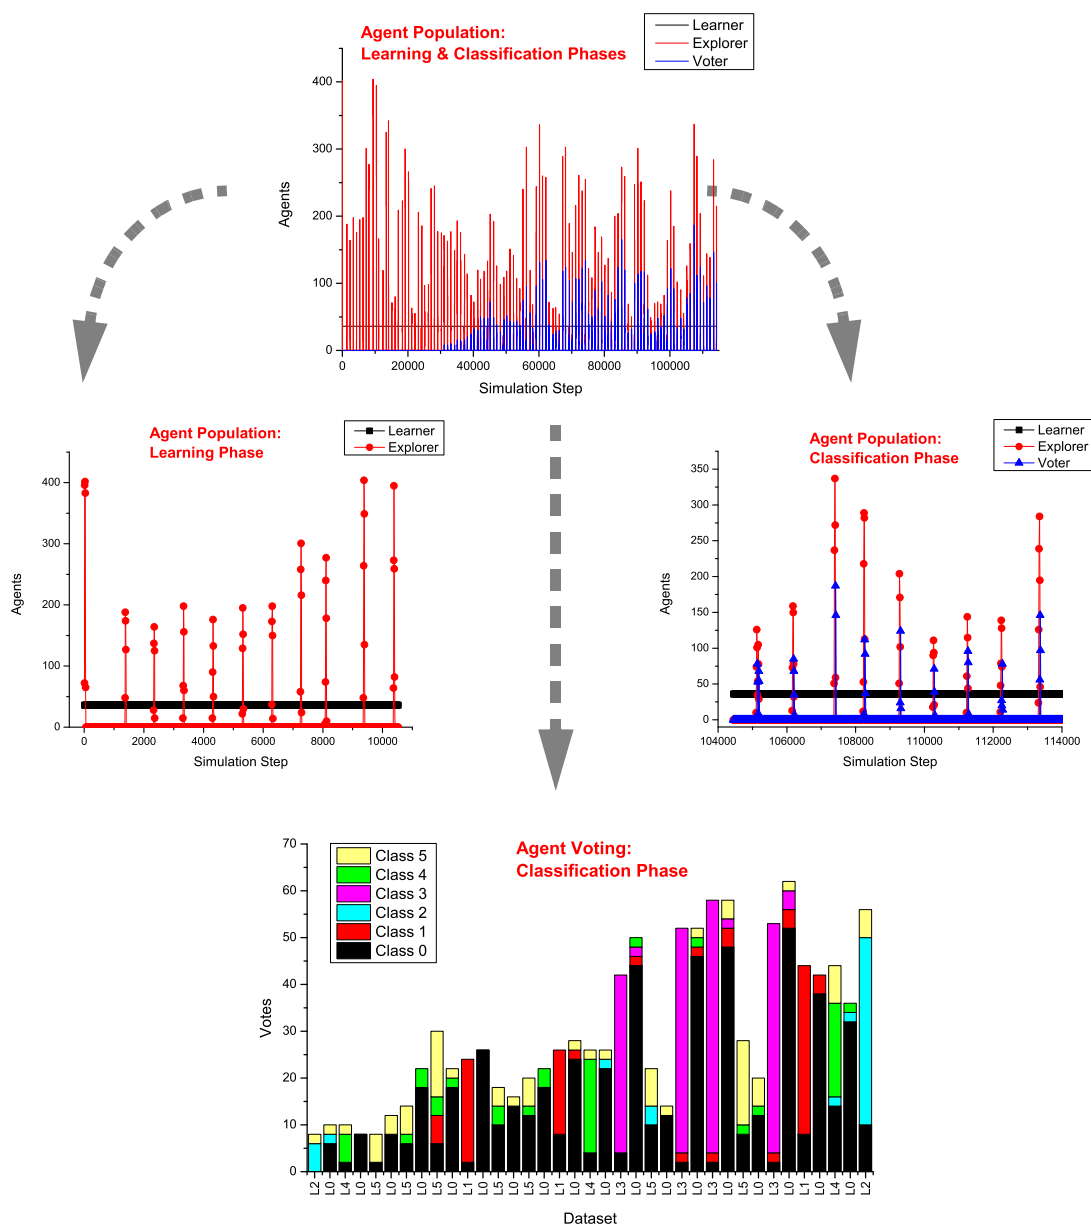 Agent Population:
Learning & Classification Phases
Learner
Explorer
Voter
400
300
200
100
0
Agents
0 20000 40000 60000 80000 100000
Simulation Step
Agent Population:
Learning Phase
Learner
Explorer
400
300
200
100
0
Agents
0 2000 4000 6000 8000 10000
Simulation Step
Agent Population:
Classification Phase
Learner
Explorer
Voter
350
300
250
200
150
100
50
0
Agents
104000 106000 108000 110000 112000 114000
Simulation Step
Agent Voting:
Classification Phase
Class 5
Class 4
Class 3
Class 2
Class 1
Class 0
70
60
50
40
30
20
10
0
Votes
L2 L0 L4 L0 L5 L0 L5 L0 L5 L0 L1 L0 L5 L0 L5 L0 L1 L0 L4 L0 L3 L0 L5 L0 L3 L0 L3 L0 L5 L0 L3 L0 L1 L0 L4 L0 L2
Dataset